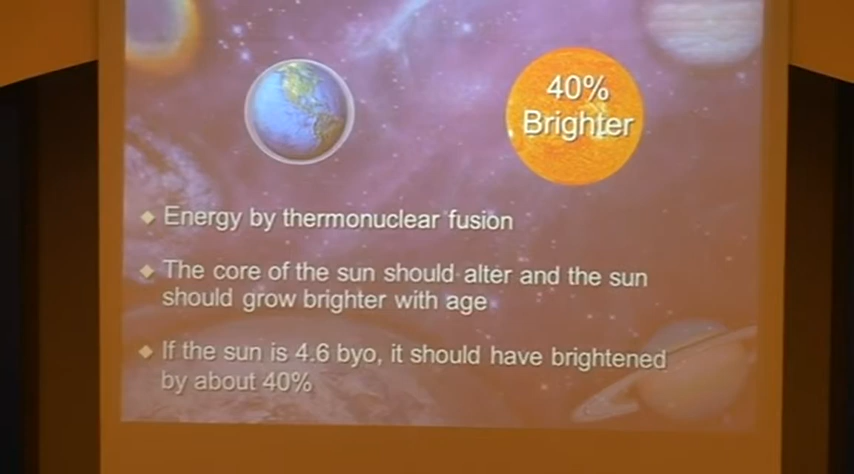 40%
Brighter
◆ Energy by thermonuclear fusion
◆ The core of the sun should alter and the sun
should grow brighter with age
◆ If the sun is 4.6 byo, it should have brightened
by about 40%